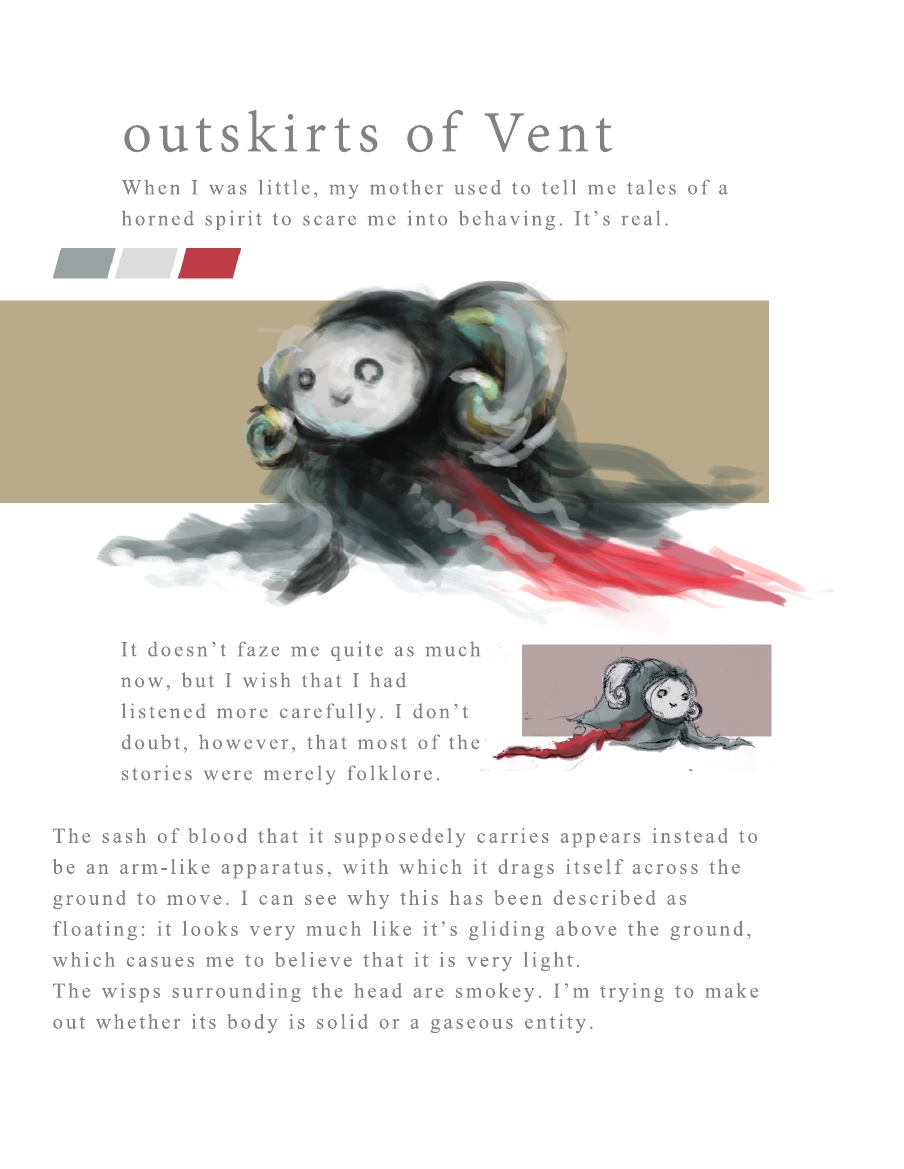 outskirts of Vent
When I was little, my mother used to tell me tales of a
horned spirit to scare me into behaving. It’s real.
It doesn’t faze me quite as much
now, but I wish that I had
listened more carefully. I don’t
doubt, however, that most of the
stories were merely folklore.
The sash of blood that it supposedely carries appears instead to
be an arm-like apparatus, with which it drags itself across the
ground to move. I can see why this has been described as
floating: it looks very much like it’s gliding above the ground,
which casues me to believe that it is very light.
The wisps surrounding the head are smokey. I’m trying to make
out whether its body is solid or a gaseous entity.